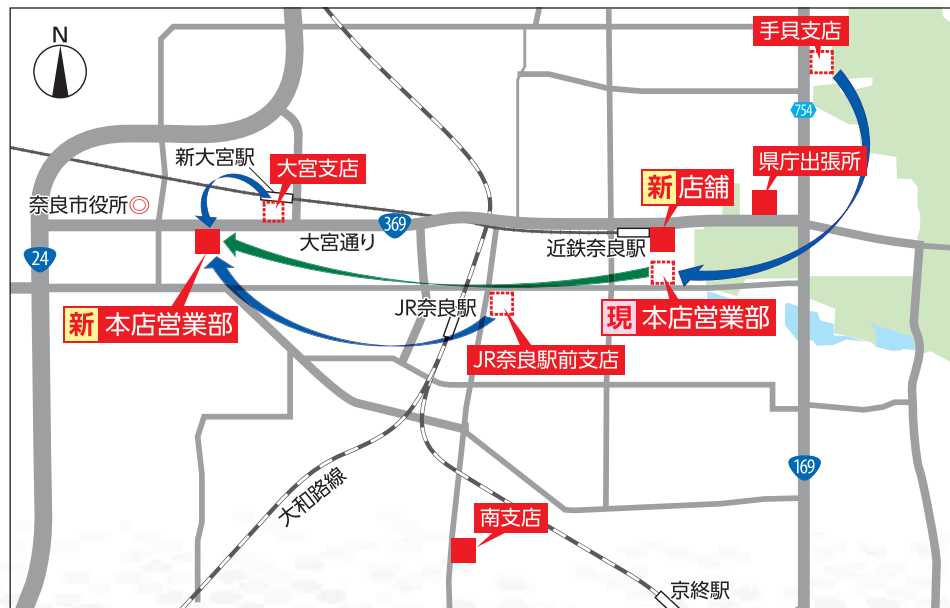 N
手貝支店
754
新大宮駅
大宮支店
県庁出張所
新 店舗
奈良市役所◎
369
大宮通り
近鉄奈良駅
24
新 本店営業部
JR奈良駅
現 本店営業部
JR奈良駅前支店
169
大和路線
南支店
京終駅